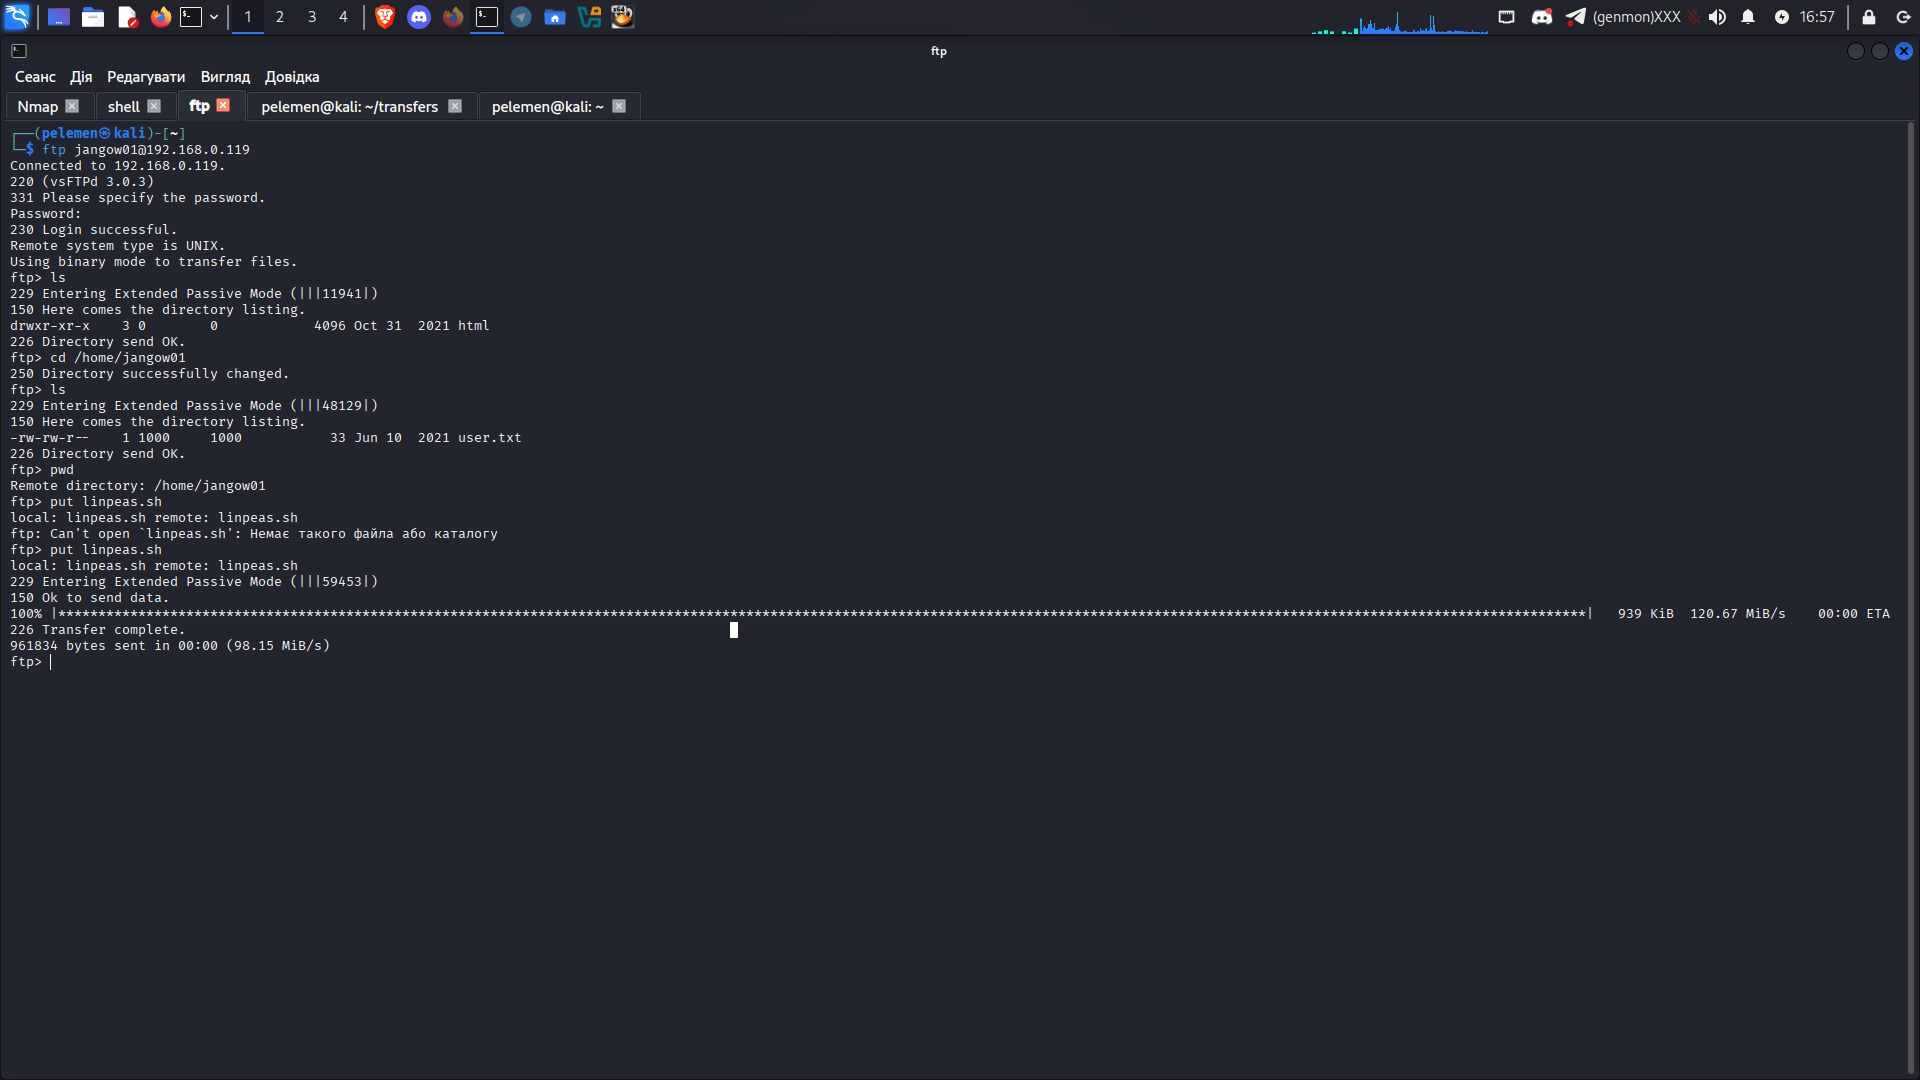 1 2 3 4
(genmon)XXX 16:57
ftp
Сеанс Дія Редагувати Вигляд Довідка
Nmap shell ftp pelemen@kali: ~/transfers pelemen@kali: ~
┌──(pelemen㉿kali)-[~]
└─$ ftp jangow01@192.168.0.119
Connected to 192.168.0.119.
220 (vsFTPd 3.0.3)
331 Please specify the password.
Password:
230 Login successful.
Remote system type is UNIX.
Using binary mode to transfer files.
ftp> ls
229 Entering Extended Passive Mode (|||11941|)
150 Here comes the directory listing.
drwxr-xr-x    3 0        0            4096 Oct 31  2021 html
226 Directory send OK.
ftp> cd /home/jangow01
250 Directory successfully changed.
ftp> ls
229 Entering Extended Passive Mode (|||48129|)
150 Here comes the directory listing.
-rw-rw-r--    1 1000     1000           33 Jun 10  2021 user.txt
226 Directory send OK.
ftp> pwd
Remote directory: /home/jangow01
ftp> put linpeas.sh
local: linpeas.sh remote: linpeas.sh
ftp: Can't open `linpeas.sh': Немає такого файла або каталогу
ftp> put linpeas.sh
local: linpeas.sh remote: linpeas.sh
229 Entering Extended Passive Mode (|||59453|)
150 Ok to send data.
100% |***********************************************************************************************************************************************************************************************| 939 KiB 120.67 MiB/s 00:00 ETA
226 Transfer complete.
961834 bytes sent in 00:00 (98.15 MiB/s)
ftp>